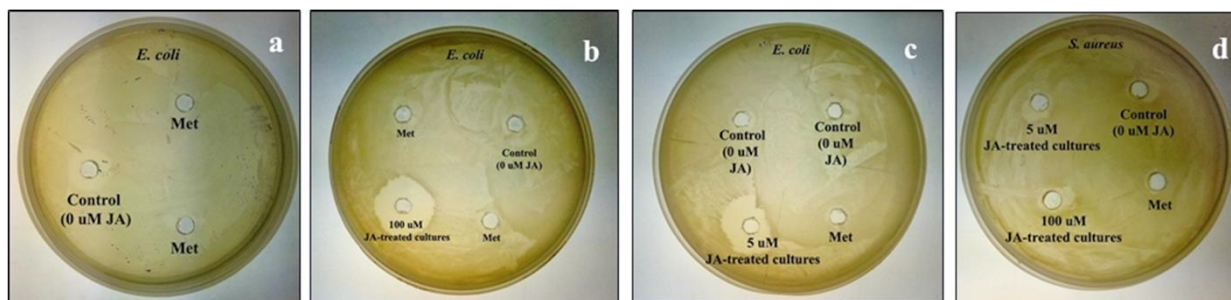 a
E. coli
Met
Control
(0 uM JA)
Met
b
E. coli
Met
Control
(0 uM JA)
100 uM
JA-treated cultures
Met
c
E. coli
Control
(0 uM
JA)
Control
(0 uM
JA)
5 uM
JA-treated cultures
Met
d
S. aureus
5 uM
JA-treated cultures
Control
(0 uM JA)
100 uM
JA-treated cultures
Met